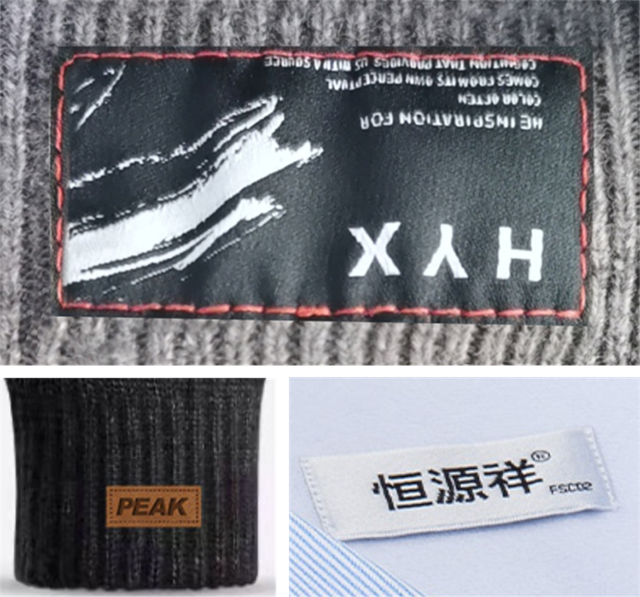 HYX
HE INSPIRATION FOR
COLOR OFTEN
COMES FROM ITS OWN PERCEPTUAL
COGNITION THAT PROVIDES US WITH A SOURCE
PEAK
恒源祥®
FSC02